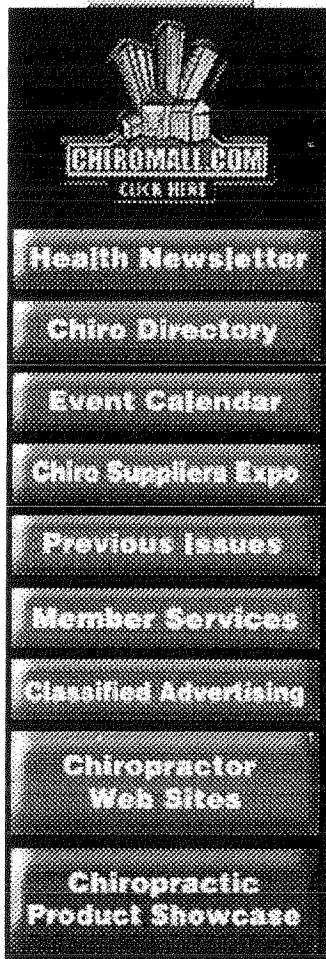 CHIROMALL.COM
CLICK HERE
Health Newsletter
Chiro Directory
Event Calendar
Chiro Suppliers Expo
Previous Issues
Member Services
Classified Advertising
Chiropractor
Web Sites
Chiropractic
Product Showcase